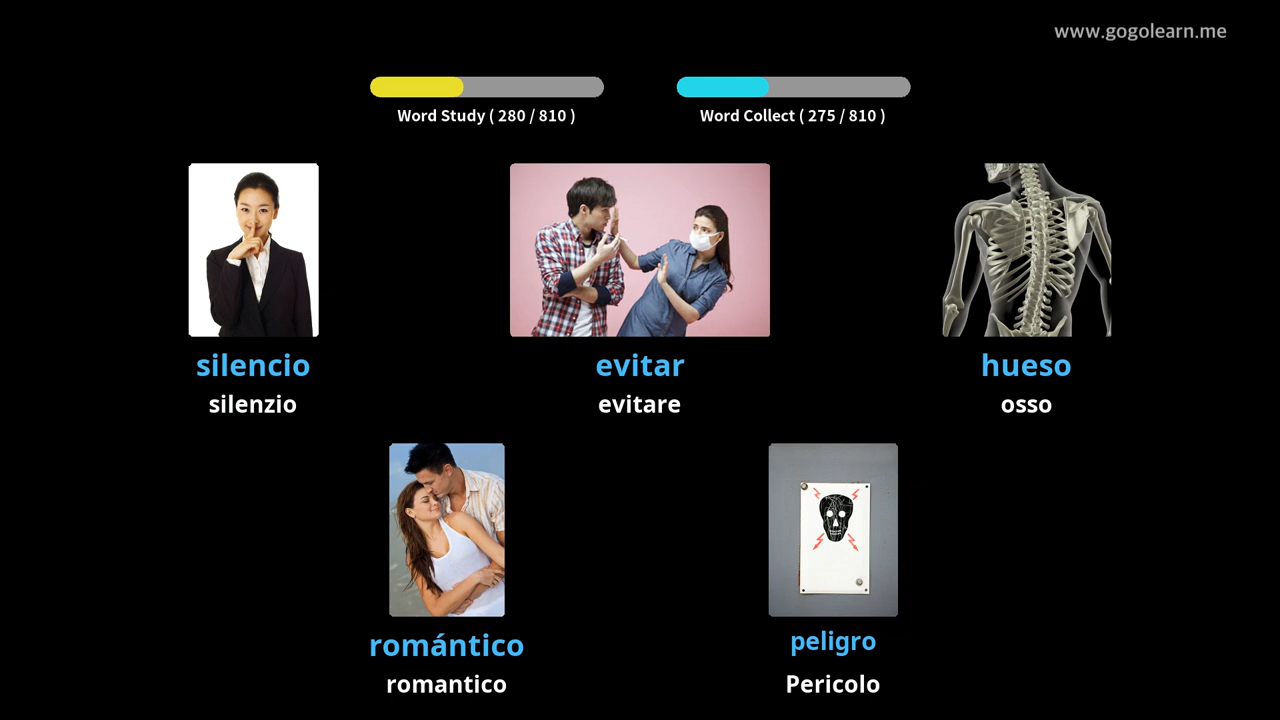 www.gogolearn.me
Word Study ( 280 / 810 )
Word Collect ( 275 / 810 )
silencio
silenzio
evitar
evitare
hueso
osso
romántico
romantico
peligro
Pericolo